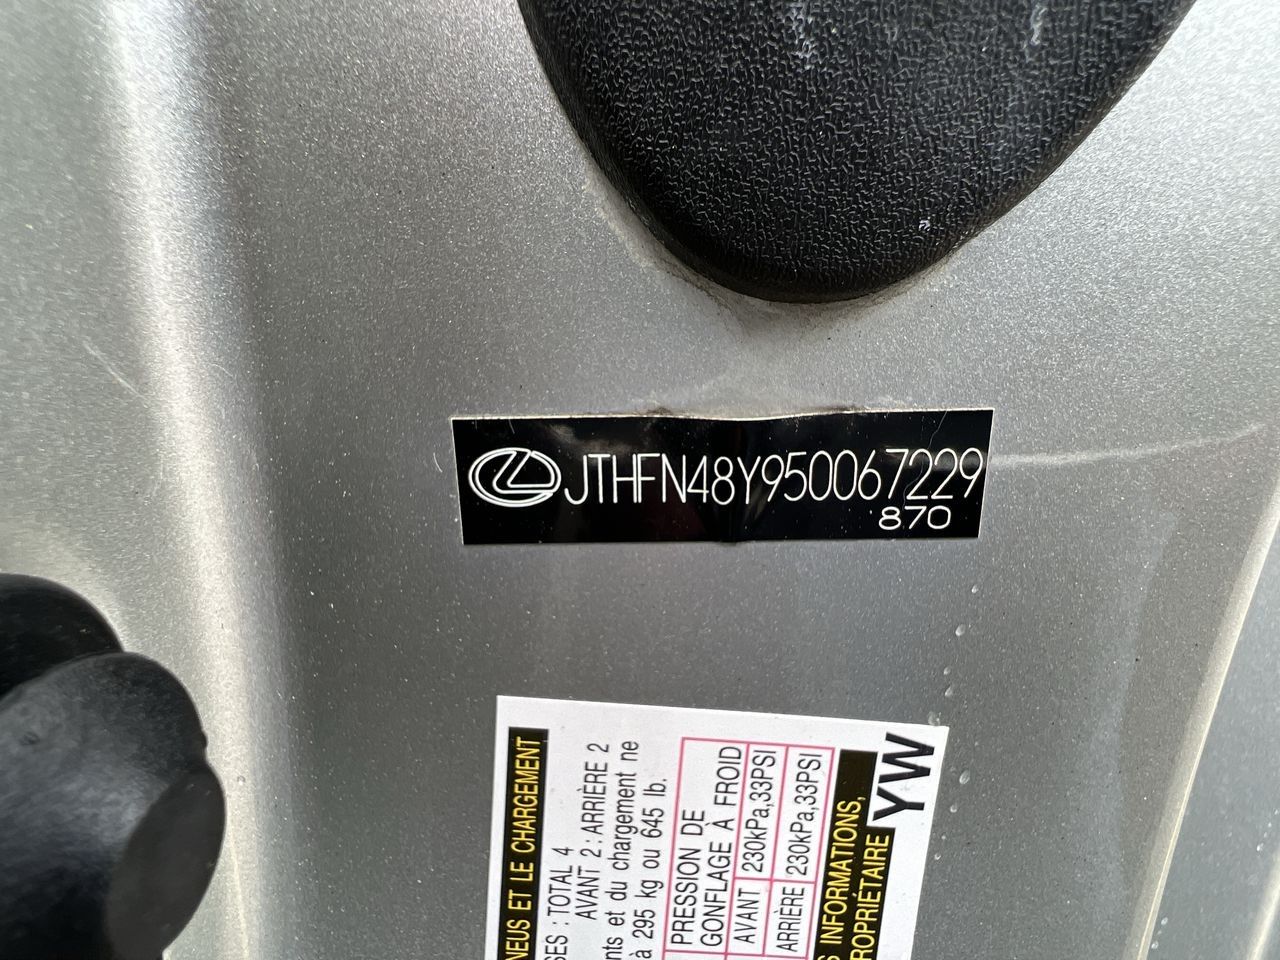 JTHFN48Y950067229
870
NEUS ET LE CHARGEMENT
SES : TOTAL 4
AVANT 2 : ARRIÈRE 2
nts et du chargement ne
à 295 kg ou 645 lb.
PRESSION DE
GONFLAGE À FROID
AVANT 230kPa,33PSI
ARRIÈRE 230kPa,33PSI
S INFORMATIONS,
ROPRIÉTAIRE
YW